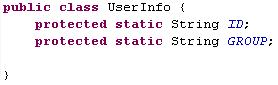 public class UserInfo {
    protected static String ID;
    protected static String GROUP;
}